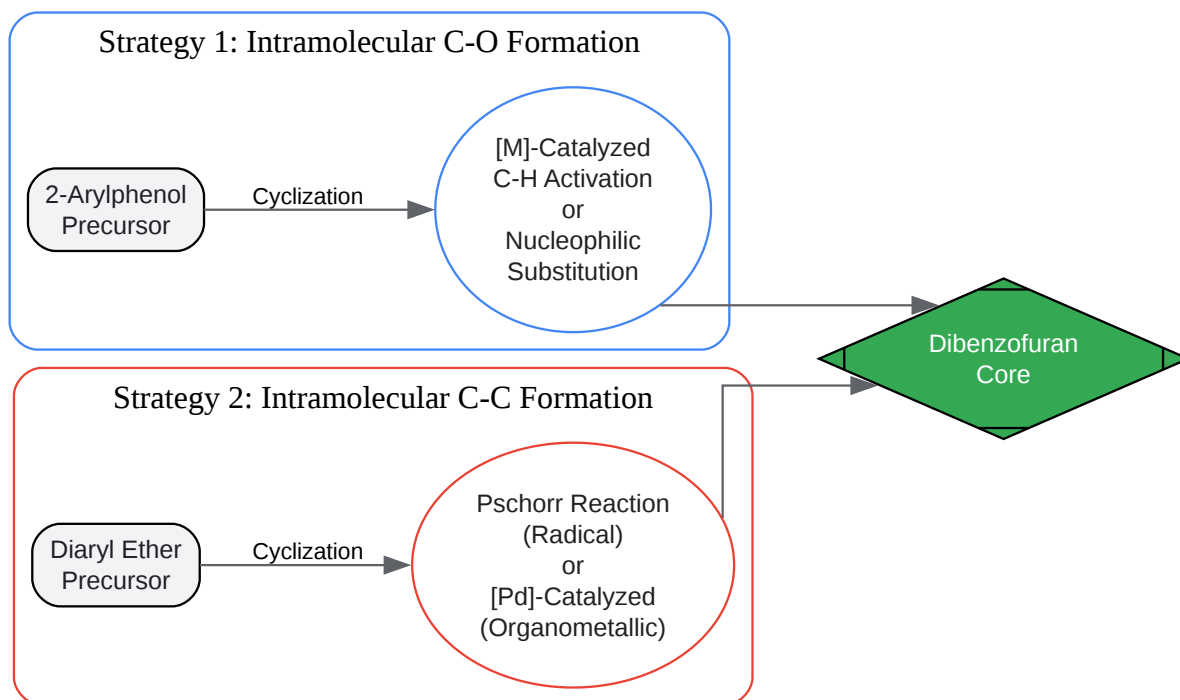 Strategy 1: Intramolecular C-O Formation
2-Arylphenol
Precursor
Cyclization
[M]-Catalyzed
C-H Activation
or
Nucleophilic
Substitution
Dibenzofuran
Core
Strategy 2: Intramolecular C-C Formation
Diaryl Ether
Precursor
Cyclization
Pschorr Reaction
(Radical)
or
[Pd]-Catalyzed
(Organometallic)